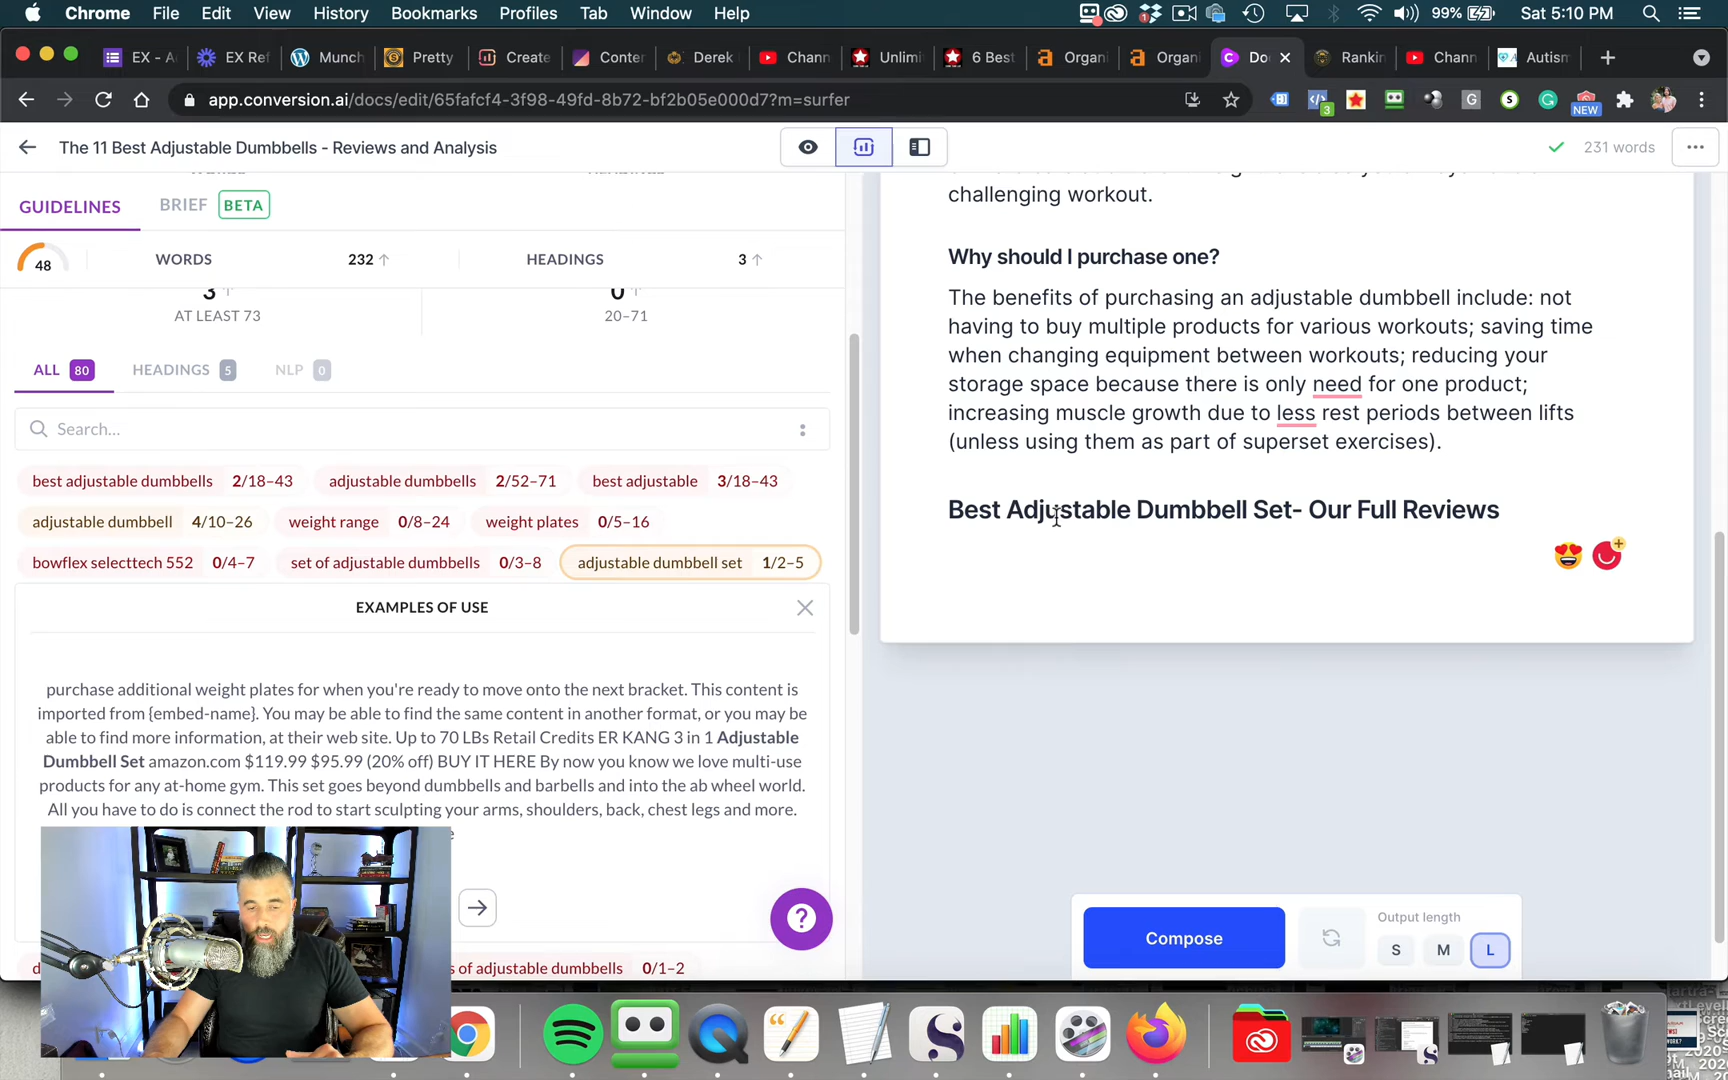 Chrome File Edit View History Bookmarks Profiles Tab Window Help 99% Sat 5:10 PM
EX - A EX Ref Munch Pretty Create Conter Derek Chann Unlimi 6 Best Organi Organi Do Rankin Chann Autism
app.conversion.ai/docs/edit/65fafcf4-3f98-49fd-8b72-bf2b05e000d7?m=surfer
NEW
The 11 Best Adjustable Dumbbells - Reviews and Analysis
231 words
GUIDELINES BRIEF BETA
48 WORDS 232 HEADINGS 3
3 0
AT LEAST 73 20–71
ALL 80 HEADINGS 5 NLP 0
Search...
best adjustable dumbbells 2/18–43 adjustable dumbbells 2/52–71 best adjustable 3/18–43
adjustable dumbbell 4/10–26 weight range 0/8–24 weight plates 0/5–16
bowflex selecttech 552 0/4–7 set of adjustable dumbbells 0/3–8 adjustable dumbbell set 1/2–5
EXAMPLES OF USE
purchase additional weight plates for when you're ready to move onto the next bracket. This content is
imported from {embed-name}. You may be able to find the same content in another format, or you may be
able to find more information, at their web site. Up to 70 LBs Retail Credits ER KANG 3 in 1 Adjustable
Dumbbell Set amazon.com $119.99 $95.99 (20% off) BUY IT HERE By now you know we love multi-use
products for any at-home gym. This set goes beyond dumbbells and barbells and into the ab wheel world.
All you have to do is connect the rod to start sculpting your arms, shoulders, back, chest legs and more.
s of adjustable dumbbells 0/1–2
challenging workout.
Why should I purchase one?
The benefits of purchasing an adjustable dumbbell include: not
having to buy multiple products for various workouts; saving time
when changing equipment between workouts; reducing your
storage space because there is only need for one product;
increasing muscle growth due to less rest periods between lifts
(unless using them as part of superset exercises).
Best Adjustable Dumbbell Set- Our Full Reviews
Compose
Output length
S M L